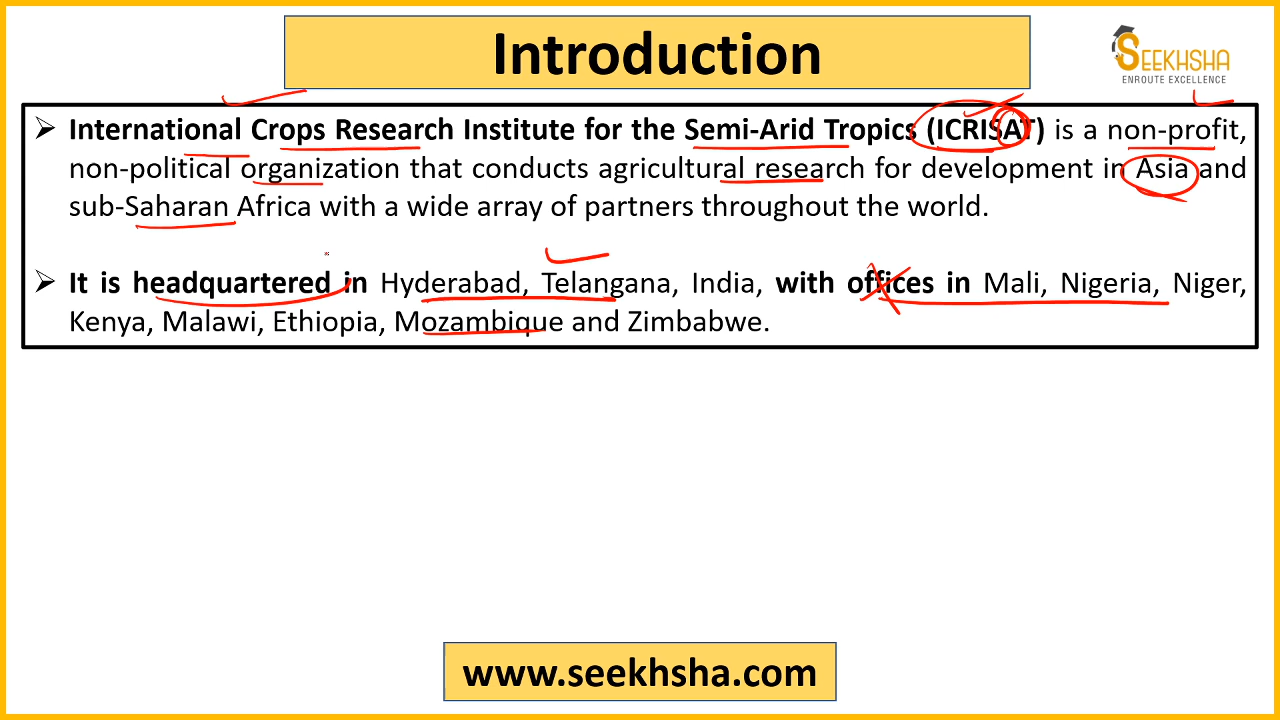 Introduction
SEEKHSHA
ENROUTE EXCELLENCE
➢ International Crops Research Institute for the Semi-Arid Tropics (ICRISAT) is a non-profit,
non-political organization that conducts agricultural research for development in Asia and
sub-Saharan Africa with a wide array of partners throughout the world.
➢ It is headquartered in Hyderabad, Telangana, India, with offices in Mali, Nigeria, Niger,
Kenya, Malawi, Ethiopia, Mozambique and Zimbabwe.
www.seekhsha.com